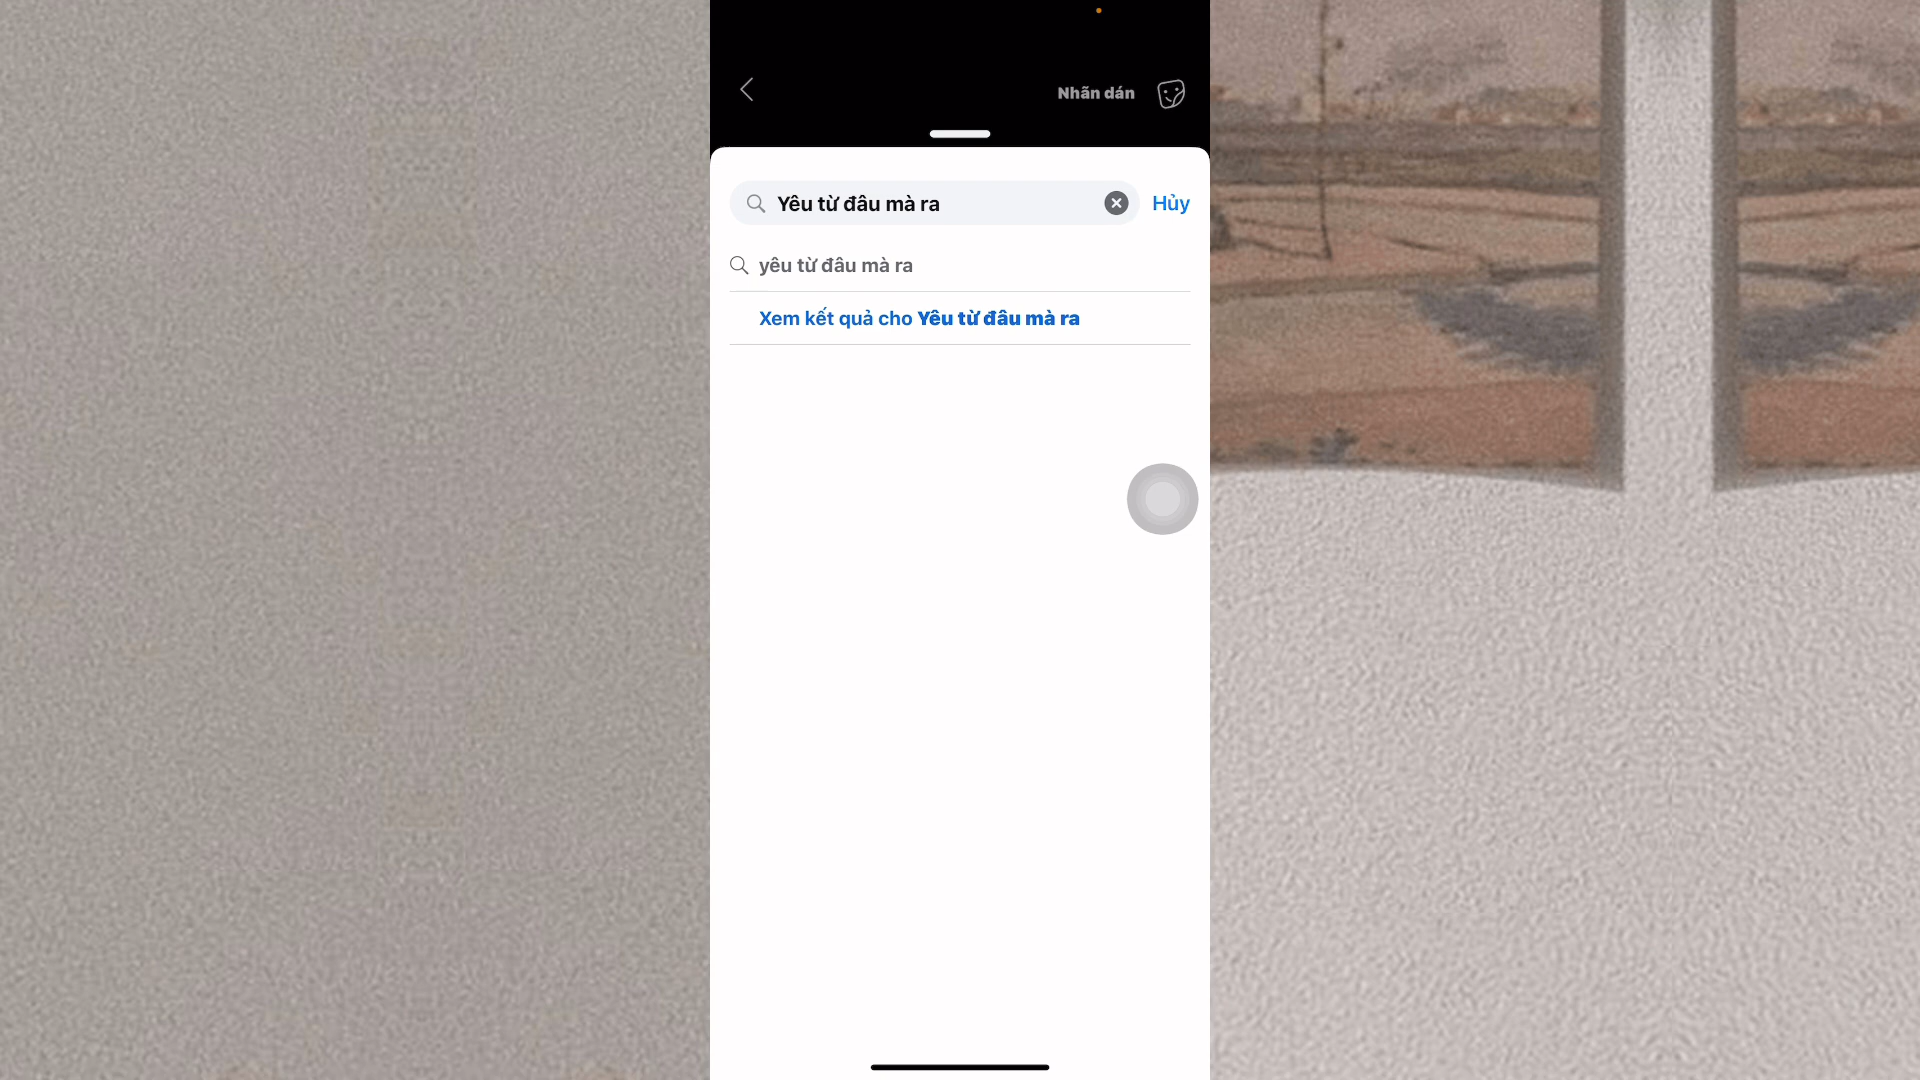 Nhãn dán
Yêu từ đâu mà ra
Hủy
yêu từ đâu mà ra
Xem kết quả cho Yêu từ đâu mà ra